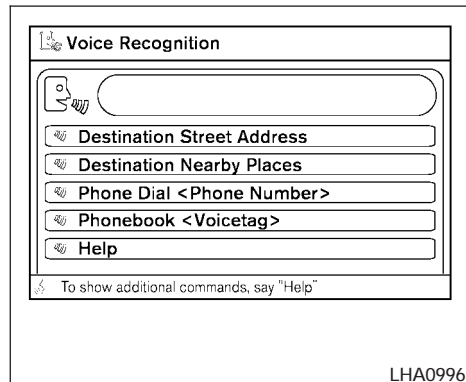 Voice Recognition
Destination Street Address
Destination Nearby Places
Phone Dial <Phone Number>
Phonebook <Voicetag>
Help
To show additional commands, say "Help"
LHA0996